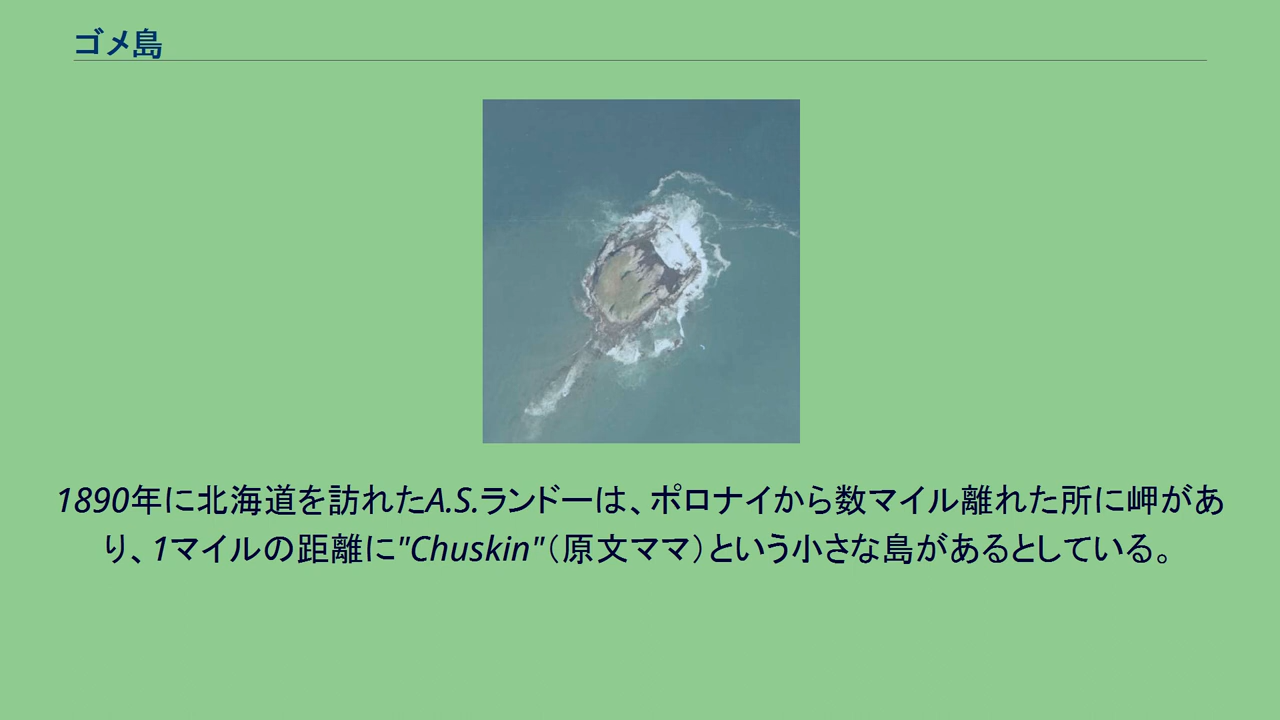 ゴメ島
1890年に北海道を訪れたA.S.ランドーは、ポロナイから数マイル離れた所に岬があ
り、1マイルの距離に"Chuskin"（原文ママ）という小さな島があるとしている。